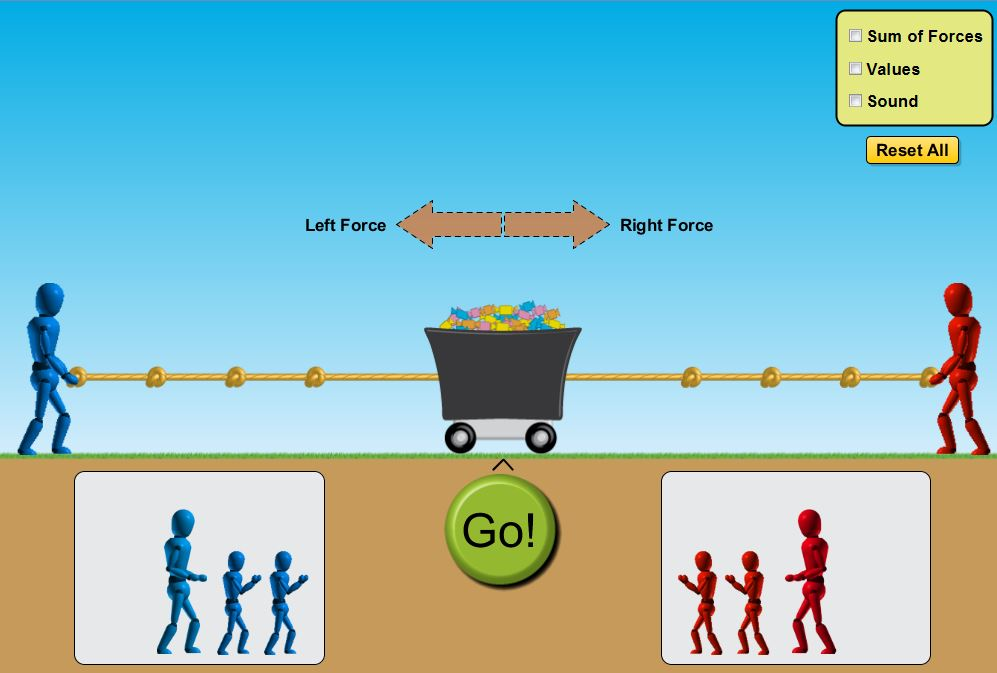 Sum of Forces
Values
Sound
Reset All
Left Force
Right Force
Go!